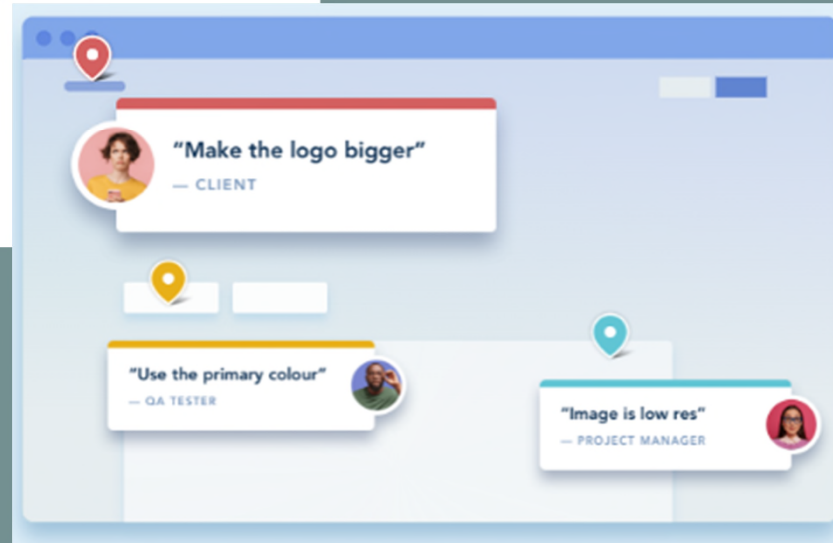 “Make the logo bigger”
— CLIENT
“Use the primary colour”
— QA TESTER
“Image is low res”
— PROJECT MANAGER